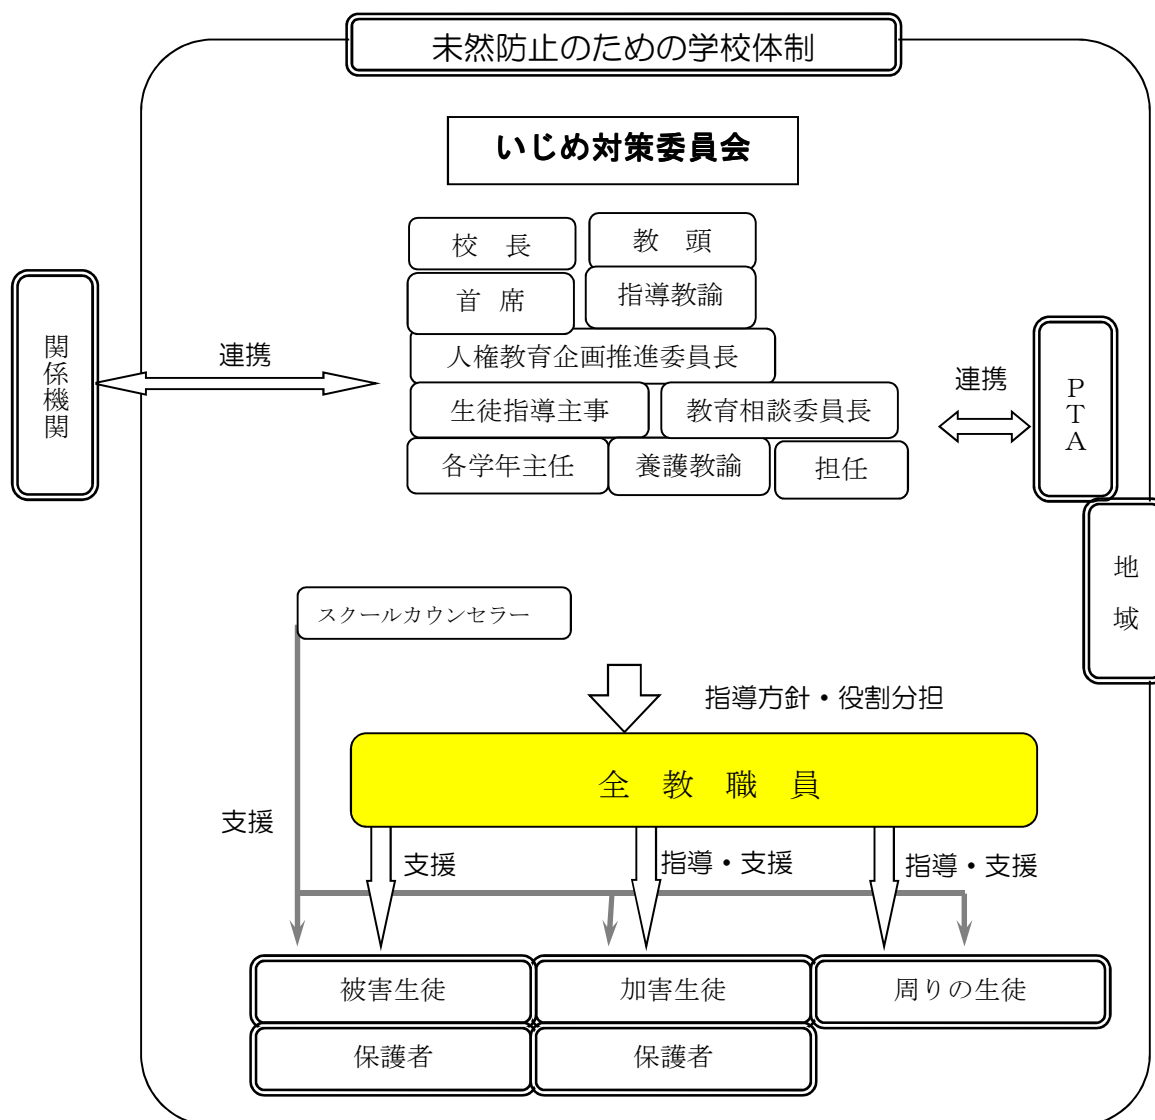 未然防止のための学校体制
いじめ対策委員会
校　長
教　頭
首 席
指導教諭
人権教育企画推進委員長
生徒指導主事
教育相談委員長
各学年主任
養護教諭
担任
関係機関
連携
連携
PTA
地域
スクールカウンセラー
指導方針・役割分担
全　教　職　員
支援
支援
指導・支援
指導・支援
被害生徒
加害生徒
周りの生徒
保護者
保護者